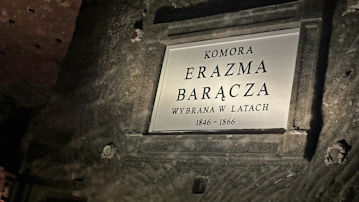 KOMORA
ERAZMA
BARĄCZA
WYBRANA W LATACH
1846 - 1866